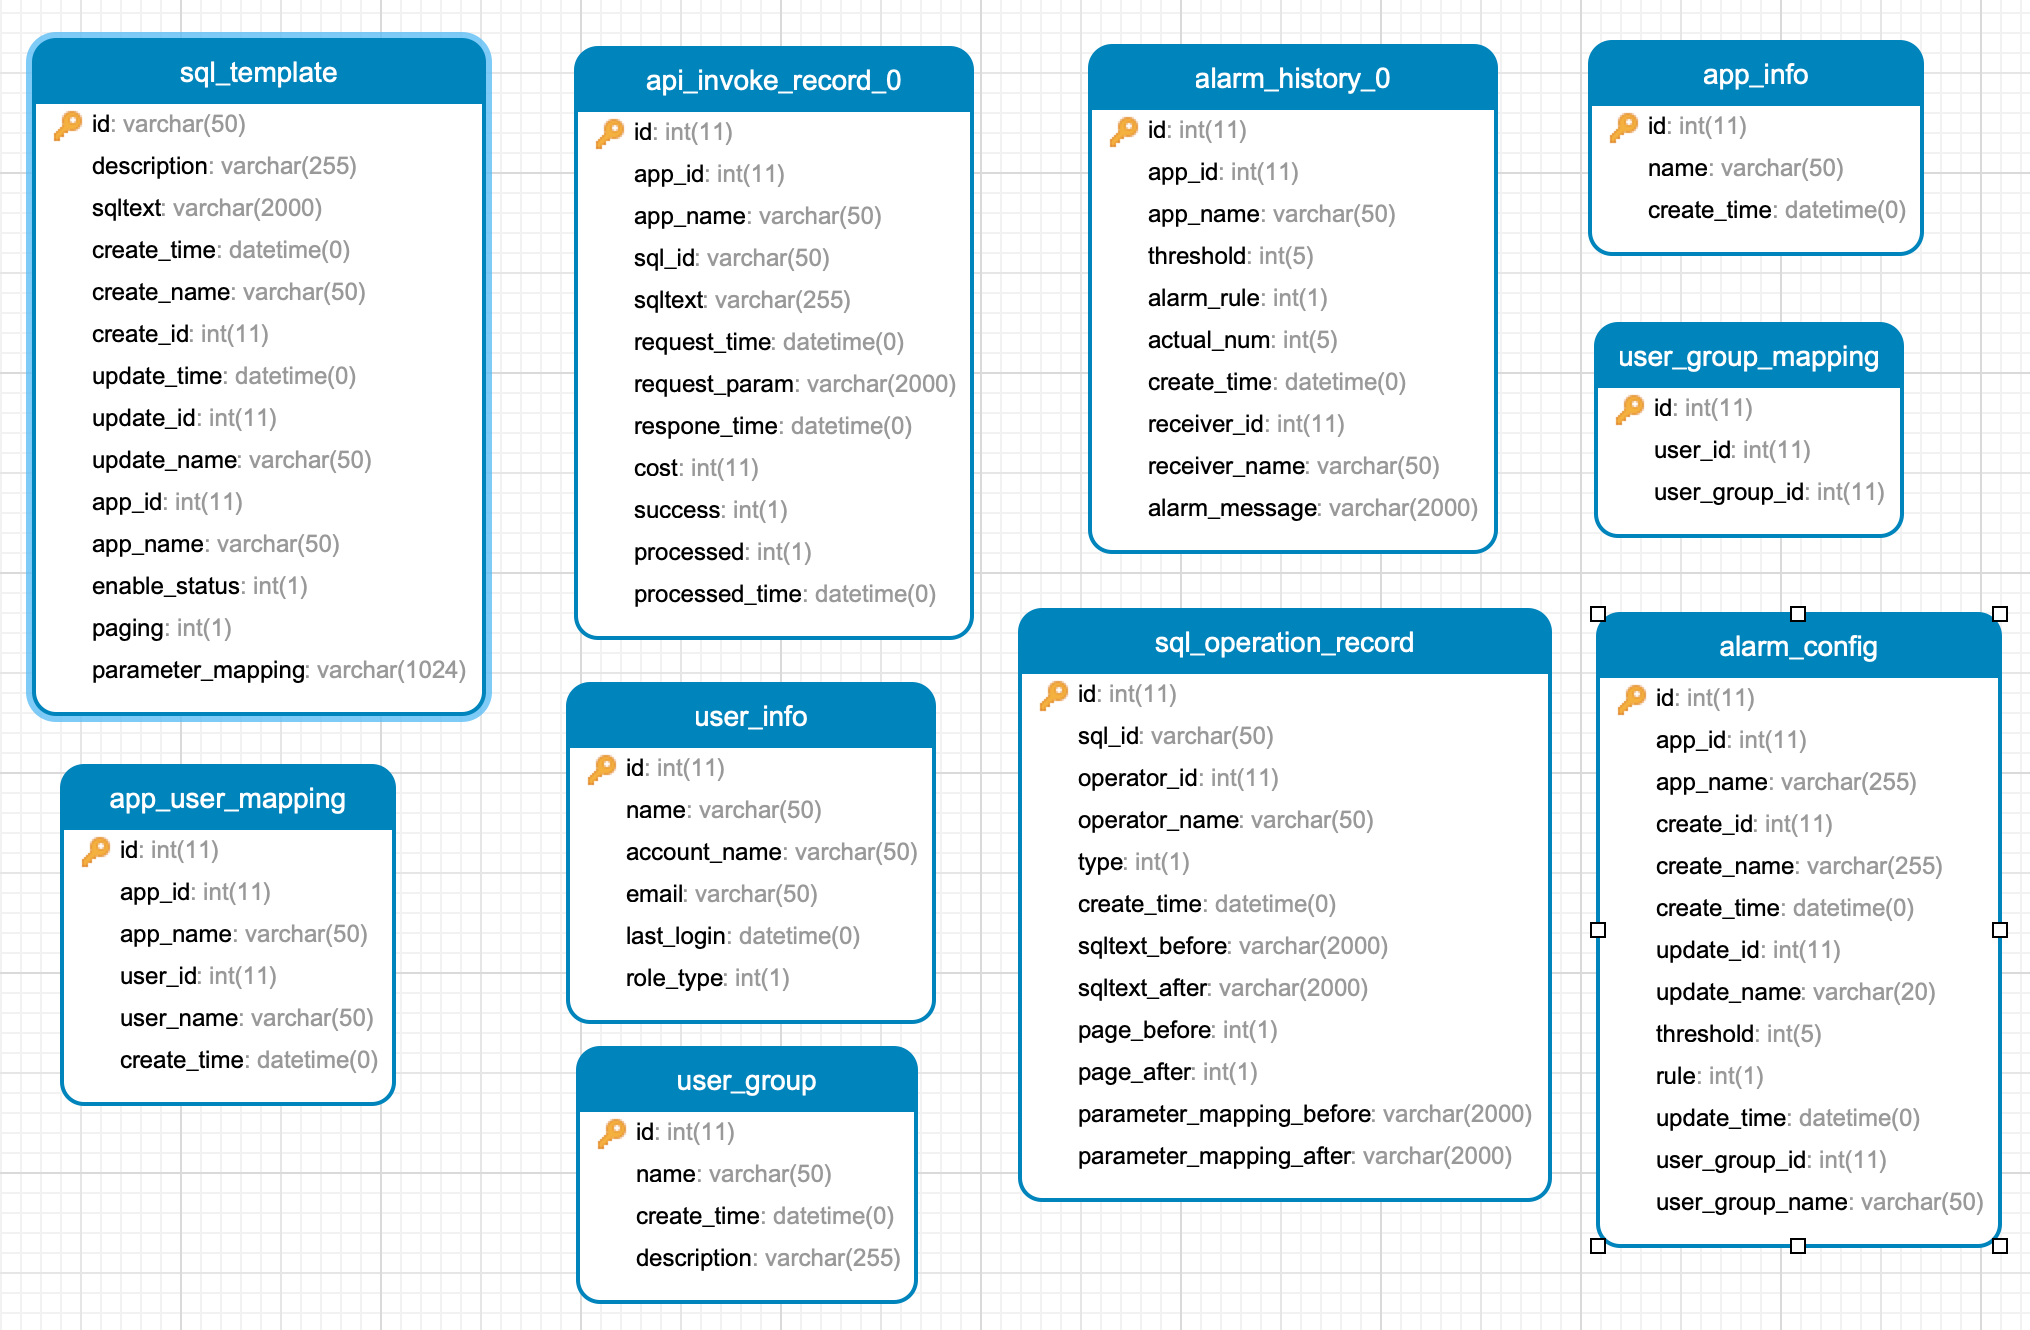 sql_template
id: varchar(50)
description: varchar(255)
sqltext: varchar(2000)
create_time: datetime(0)
create_name: varchar(50)
create_id: int(11)
update_time: datetime(0)
update_id: int(11)
update_name: varchar(50)
app_id: int(11)
app_name: varchar(50)
enable_status: int(1)
paging: int(1)
parameter_mapping: varchar(1024)
api_invoke_record_0
id: int(11)
app_id: int(11)
app_name: varchar(50)
sql_id: varchar(50)
sqltext: varchar(255)
request_time: datetime(0)
request_param: varchar(2000)
respone_time: datetime(0)
cost: int(11)
success: int(1)
processed: int(1)
processed_time: datetime(0)
alarm_history_0
id: int(11)
app_id: int(11)
app_name: varchar(50)
threshold: int(5)
alarm_rule: int(1)
actual_num: int(5)
create_time: datetime(0)
receiver_id: int(11)
receiver_name: varchar(50)
alarm_message: varchar(2000)
app_info
id: int(11)
name: varchar(50)
create_time: datetime(0)
user_group_mapping
id: int(11)
user_id: int(11)
user_group_id: int(11)
app_user_mapping
id: int(11)
app_id: int(11)
app_name: varchar(50)
user_id: int(11)
user_name: varchar(50)
create_time: datetime(0)
user_info
id: int(11)
name: varchar(50)
account_name: varchar(50)
email: varchar(50)
last_login: datetime(0)
role_type: int(1)
user_group
id: int(11)
name: varchar(50)
create_time: datetime(0)
description: varchar(255)
sql_operation_record
id: int(11)
sql_id: varchar(50)
operator_id: int(11)
operator_name: varchar(50)
type: int(1)
create_time: datetime(0)
sqltext_before: varchar(2000)
sqltext_after: varchar(2000)
page_before: int(1)
page_after: int(1)
parameter_mapping_before: varchar(2000)
parameter_mapping_after: varchar(2000)
alarm_config
id: int(11)
app_id: int(11)
app_name: varchar(255)
create_id: int(11)
create_name: varchar(255)
create_time: datetime(0)
update_id: int(11)
update_name: varchar(20)
threshold: int(5)
rule: int(1)
update_time: datetime(0)
user_group_id: int(11)
user_group_name: varchar(50)